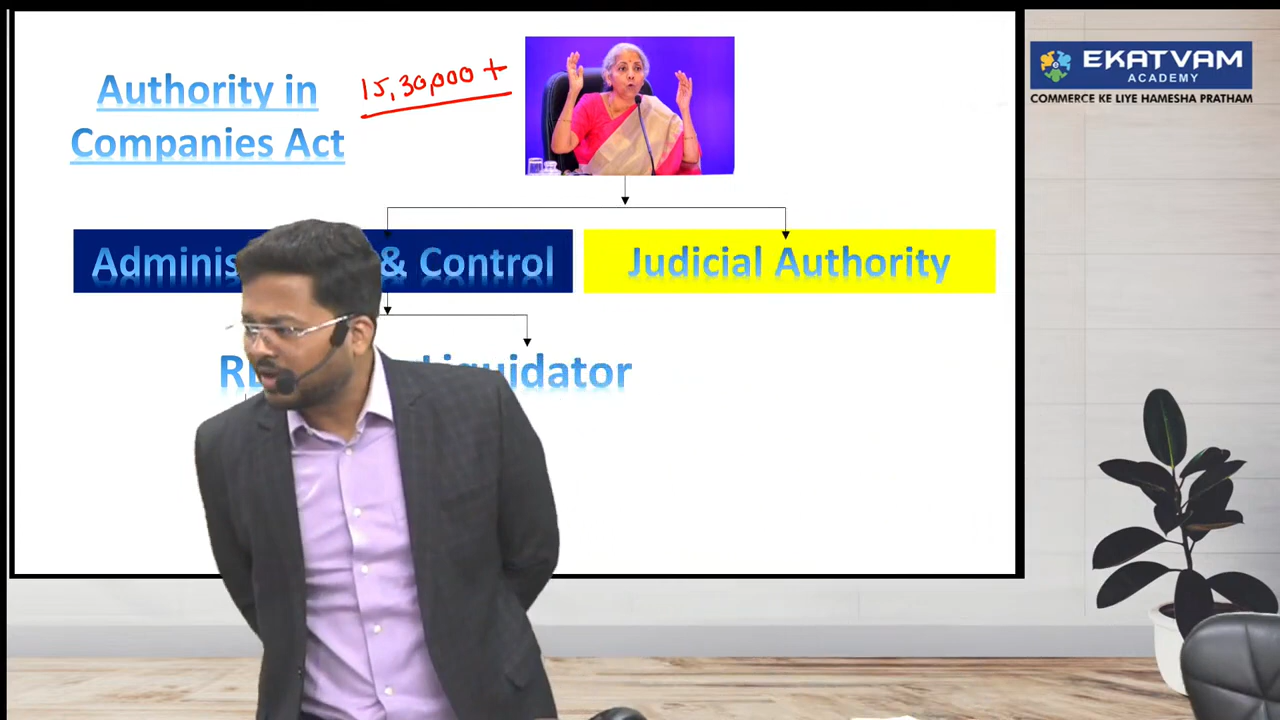 Authority in
Companies Act
15,30,000 +
EKATVAM
ACADEMY
COMMERCE KE LIYE HAMESHA PRATHAM
& Control
Judicial Authority